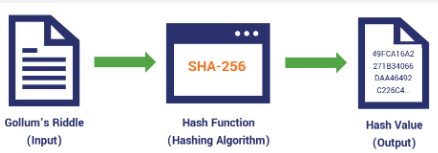 SHA-256
49FCA16A2
271B34066
DAA46492
C226C4..
Gollum's Riddle
(Input)
Hash Function
(Hashing Algorithm)
Hash Value
(Output)